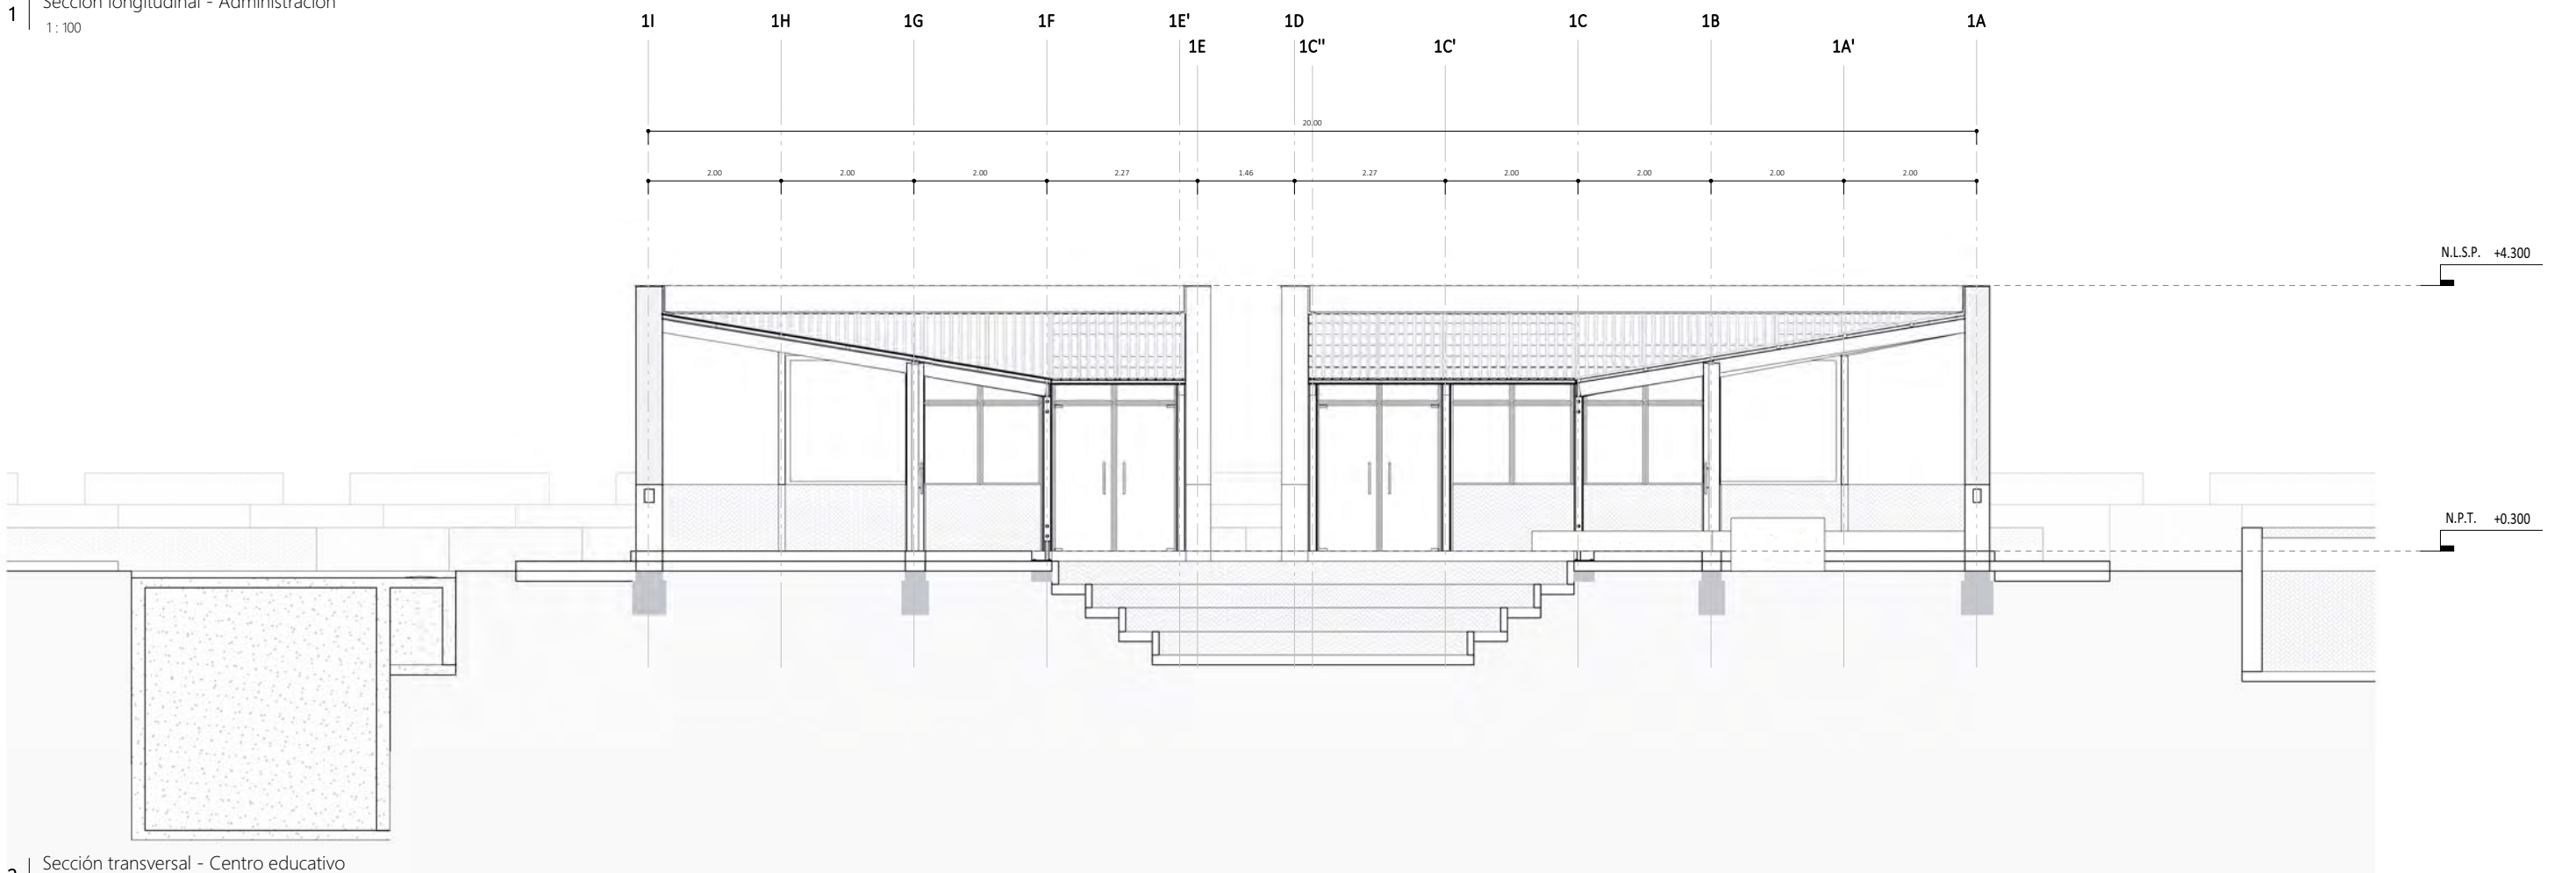 1 Sección longitudinal - Administración
1 : 100
1I 1H 1G 1F 1E' 1D 1C 1B 1A
1E 1C'' 1C' 1A'
20.00
2.00 2.00 2.00 2.27 1.46 2.27 2.00 2.00 2.00 2.00
N.L.S.P. +4.300
N.P.T. +0.300
2 Sección transversal - Centro educativo